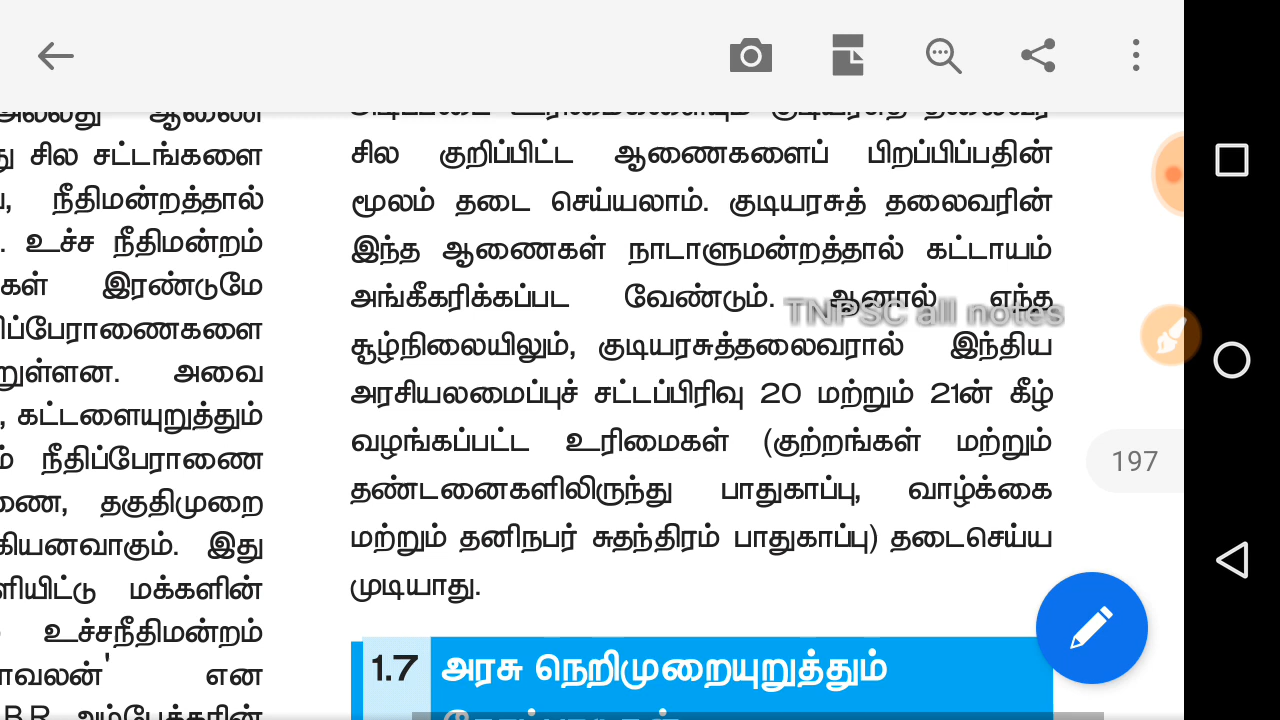 அல்லது ஆணை
து சில சட்டங்களை
நீதிமன்றத்தால்
உச்ச நீதிமன்றம்
கள் இரண்டுமே
ிப்பேராணைகளை
றுள்ளன. அவை
, கட்டளையுறுத்தும்
ம் நீதிப்பேராணை
ணை, தகுதிமுறை
கியனவாகும். இது
ளியிட்டு மக்களின்
உச்சநீதிமன்றம்
ாவலன்' என
B.R. அம்பேத்கரின்
சில குறிப்பிட்ட ஆணைகளைப் பிறப்பிப்பதின்
மூலம் தடை செய்யலாம். குடியரசுத் தலைவரின்
இந்த ஆணைகள் நாடாளுமன்றத்தால் கட்டாயம்
அங்கீகரிக்கப்பட வேண்டும். ஆனால் எந்த
TNPSC all notes
சூழ்நிலையிலும், குடியரசுத்தலைவரால் இந்திய
அரசியலமைப்புச் சட்டப்பிரிவு 20 மற்றும் 21ன் கீழ்
வழங்கப்பட்ட உரிமைகள் (குற்றங்கள் மற்றும்
தண்டனைகளிலிருந்து பாதுகாப்பு, வாழ்க்கை
மற்றும் தனிநபர் சுதந்திரம் பாதுகாப்பு) தடைசெய்ய
முடியாது.
1.7 அரசு நெறிமுறையுறுத்தும்
197